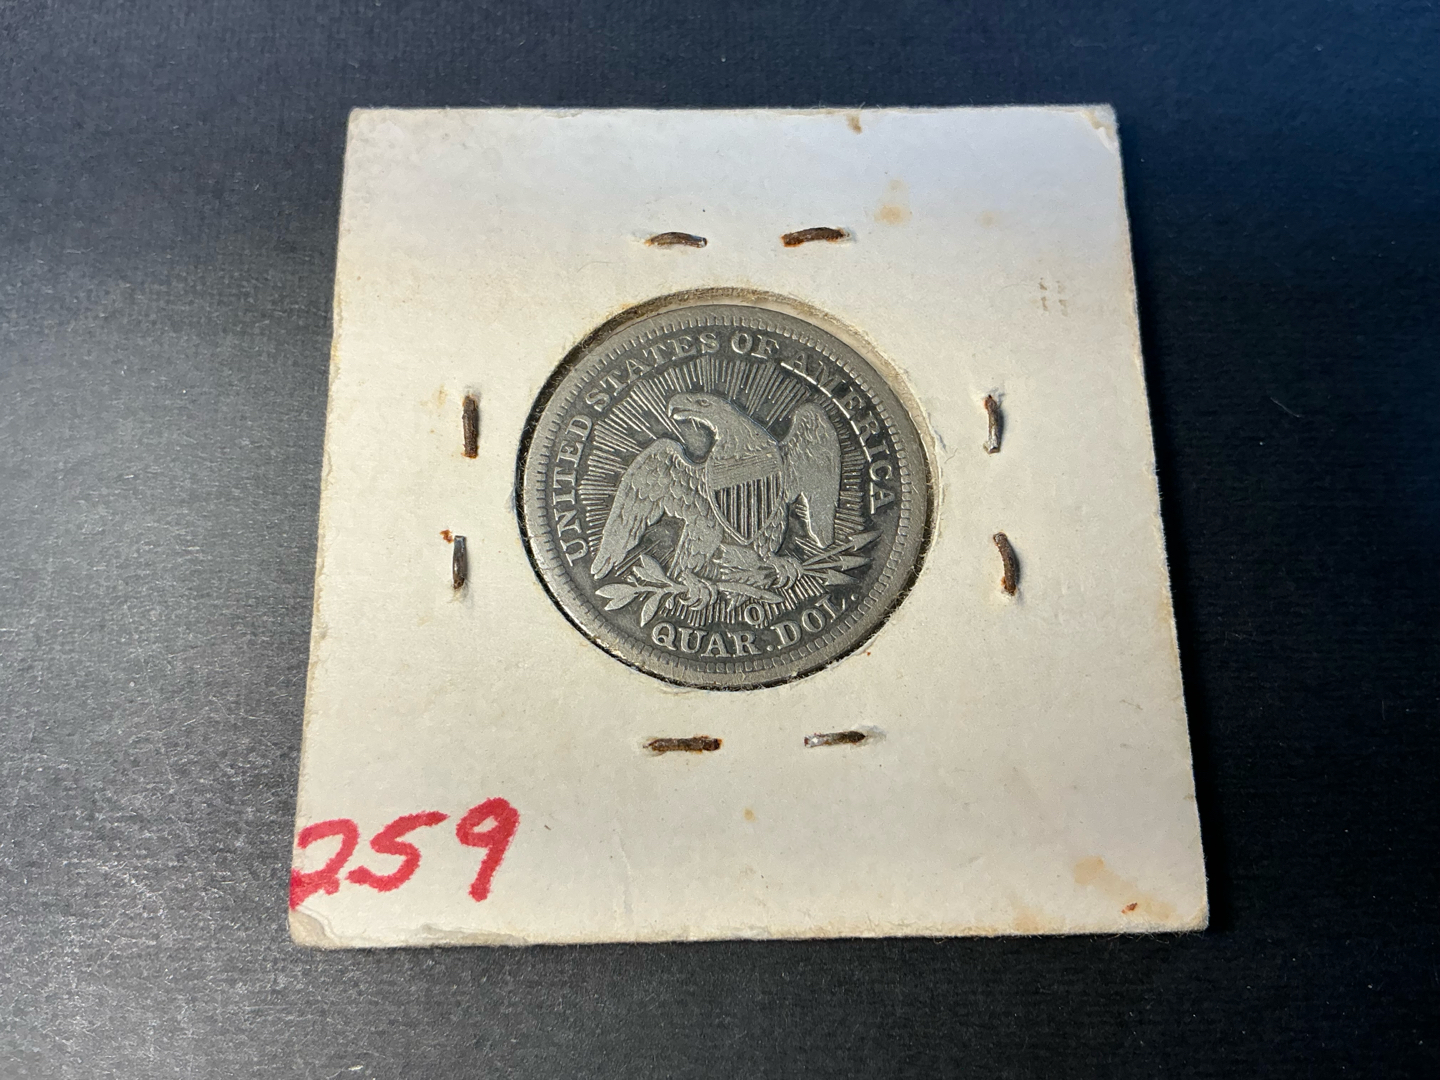 UNITED STATES OF AMERICA
O
QUAR. DOL.
259